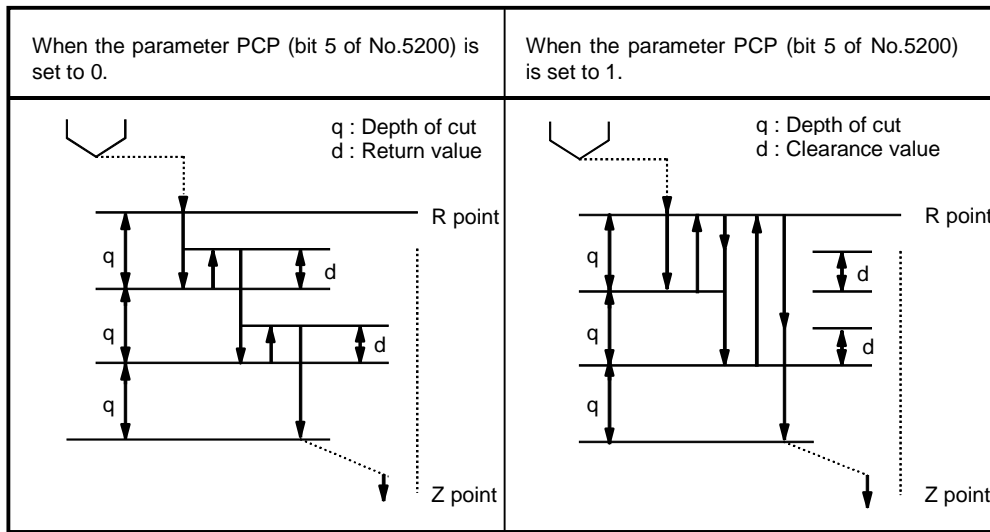 When the parameter PCP (bit 5 of No.5200) is
set to 0.
q : Depth of cut
d : Return value
R point
q
d
q
d
q
Z point
When the parameter PCP (bit 5 of No.5200)
is set to 1.
q : Depth of cut
d : Clearance value
R point
q
d
q
d
q
Z point